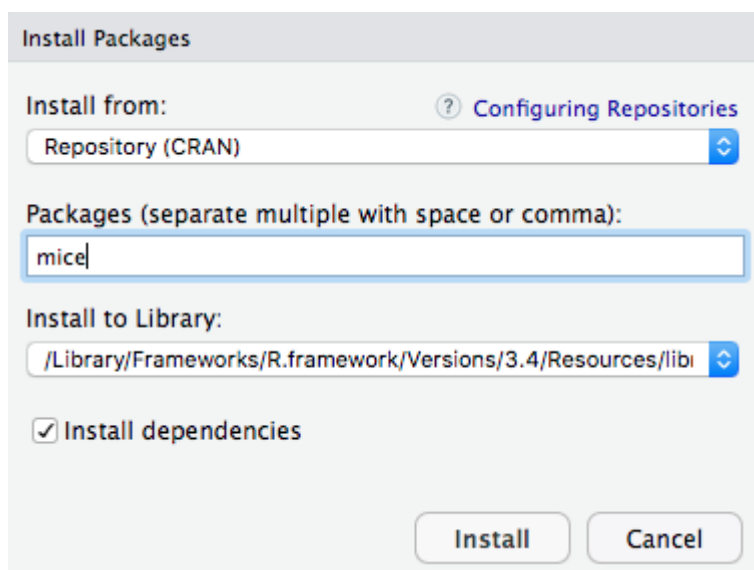 Install Packages
Install from:
? Configuring Repositories
Repository (CRAN)
Packages (separate multiple with space or comma):
mice
Install to Library:
/Library/Frameworks/R.framework/Versions/3.4/Resources/libr
Install dependencies
Install Cancel